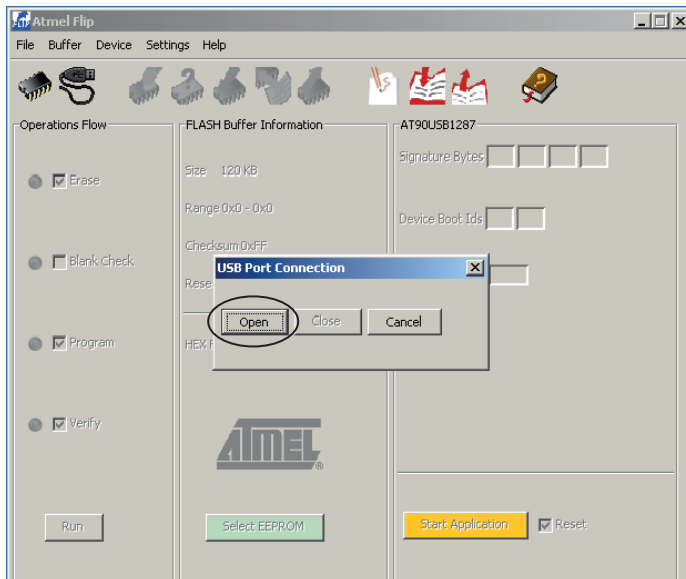 Atmel Flip
File Buffer Device Settings Help
Operations Flow
Erase
Blank Check
Program
Verify
Run
FLASH Buffer Information
Size 120 KB
Range 0x0 - 0x0
Checksum 0xFF
Rese
HEX F
ATMEL
®
Select EEPROM
AT90USB1287
Signature Bytes
Device Boot Ids
USB Port Connection
Open Close Cancel
Start Application Reset